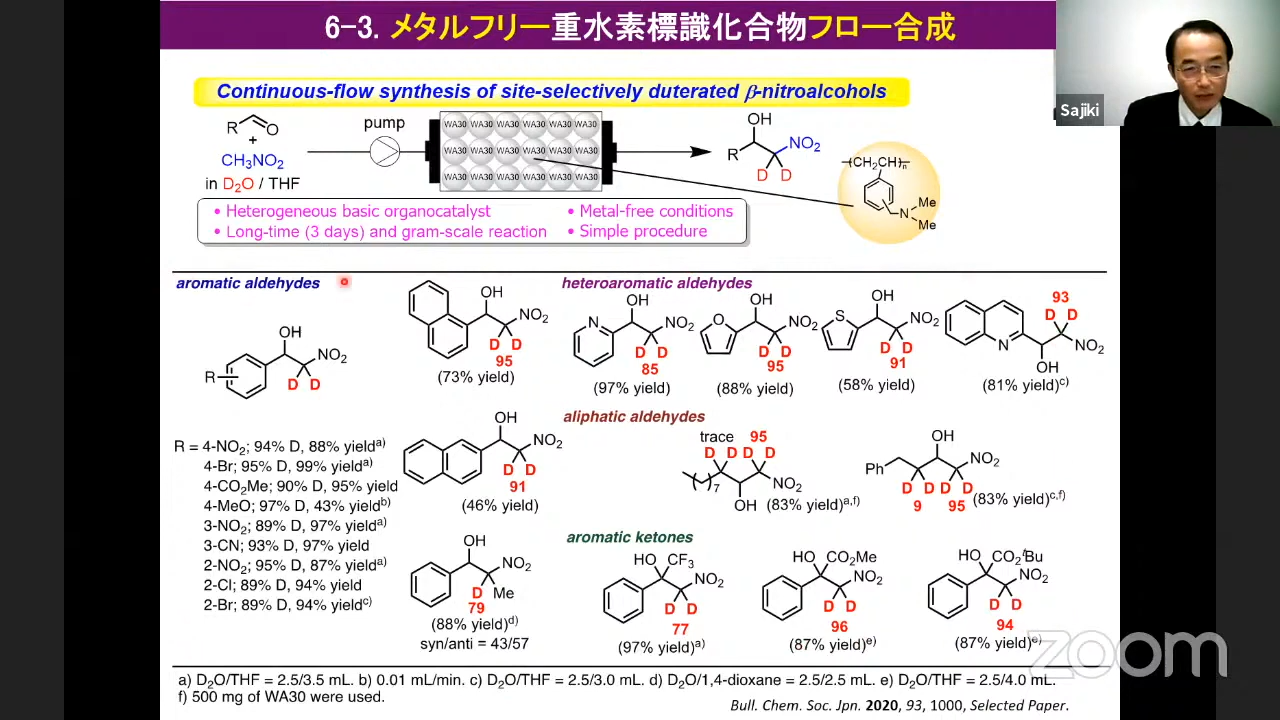 6-3. メタルフリー重水素標識化合物フロー合成
Sajiki
Continuous-flow synthesis of site-selectively duterated β-nitroalcohols
R O
+
CH3NO2
in D2O / THF
pump
WA30 WA30 WA30 WA30 WA30 WA30
WA30 WA30 WA30 WA30 WA30 WA30
WA30 WA30 WA30 WA30 WA30 WA30
OH
R NO2
D D
(CH2CH)n
N Me
Me
• Heterogeneous basic organocatalyst
• Long-time (3 days) and gram-scale reaction
• Metal-free conditions
• Simple procedure
aromatic aldehydes
OH
NO2
R
D D
R = 4-NO2; 94% D, 88% yield a)
4-Br; 95% D, 99% yield a)
4-CO2Me; 90% D, 95% yield
4-MeO; 97% D, 43% yield b)
3-NO2; 89% D, 97% yield a)
3-CN; 93% D, 97% yield
2-NO2; 95% D, 87% yield a)
2-Cl; 89% D, 94% yield
2-Br; 89% D, 94% yield c)
OH
NO2
D D
95
(73% yield)
OH
NO2
D D
91
(46% yield)
OH
NO2
D Me
79
(88% yield) d)
syn/anti = 43/57
heteroaromatic aldehydes
OH
N NO2
D D
85
(97% yield)
OH
O NO2
D D
95
(88% yield)
OH
S NO2
D D
91
(58% yield)
93
D D
N NO2
OH
(81% yield) c)
aliphatic aldehydes
trace 95
D D D D
7 NO2
OH (83% yield) a,f)
OH
Ph NO2
D D D D
9 95
(83% yield) c,f)
aromatic ketones
HO CF3
NO2
D D
77
(97% yield) a)
HO CO2Me
NO2
D D
96
(87% yield) e)
HO CO2tBu
NO2
D D
94
(87% yield) e)
zoom
a) D2O/THF = 2.5/3.5 mL. b) 0.01 mL/min. c) D2O/THF = 2.5/3.0 mL. d) D2O/1,4-dioxane = 2.5/2.5 mL. e) D2O/THF = 2.5/4.0 mL.
f) 500 mg of WA30 were used.
Bull. Chem. Soc. Jpn. 2020, 93, 1000, Selected Paper.